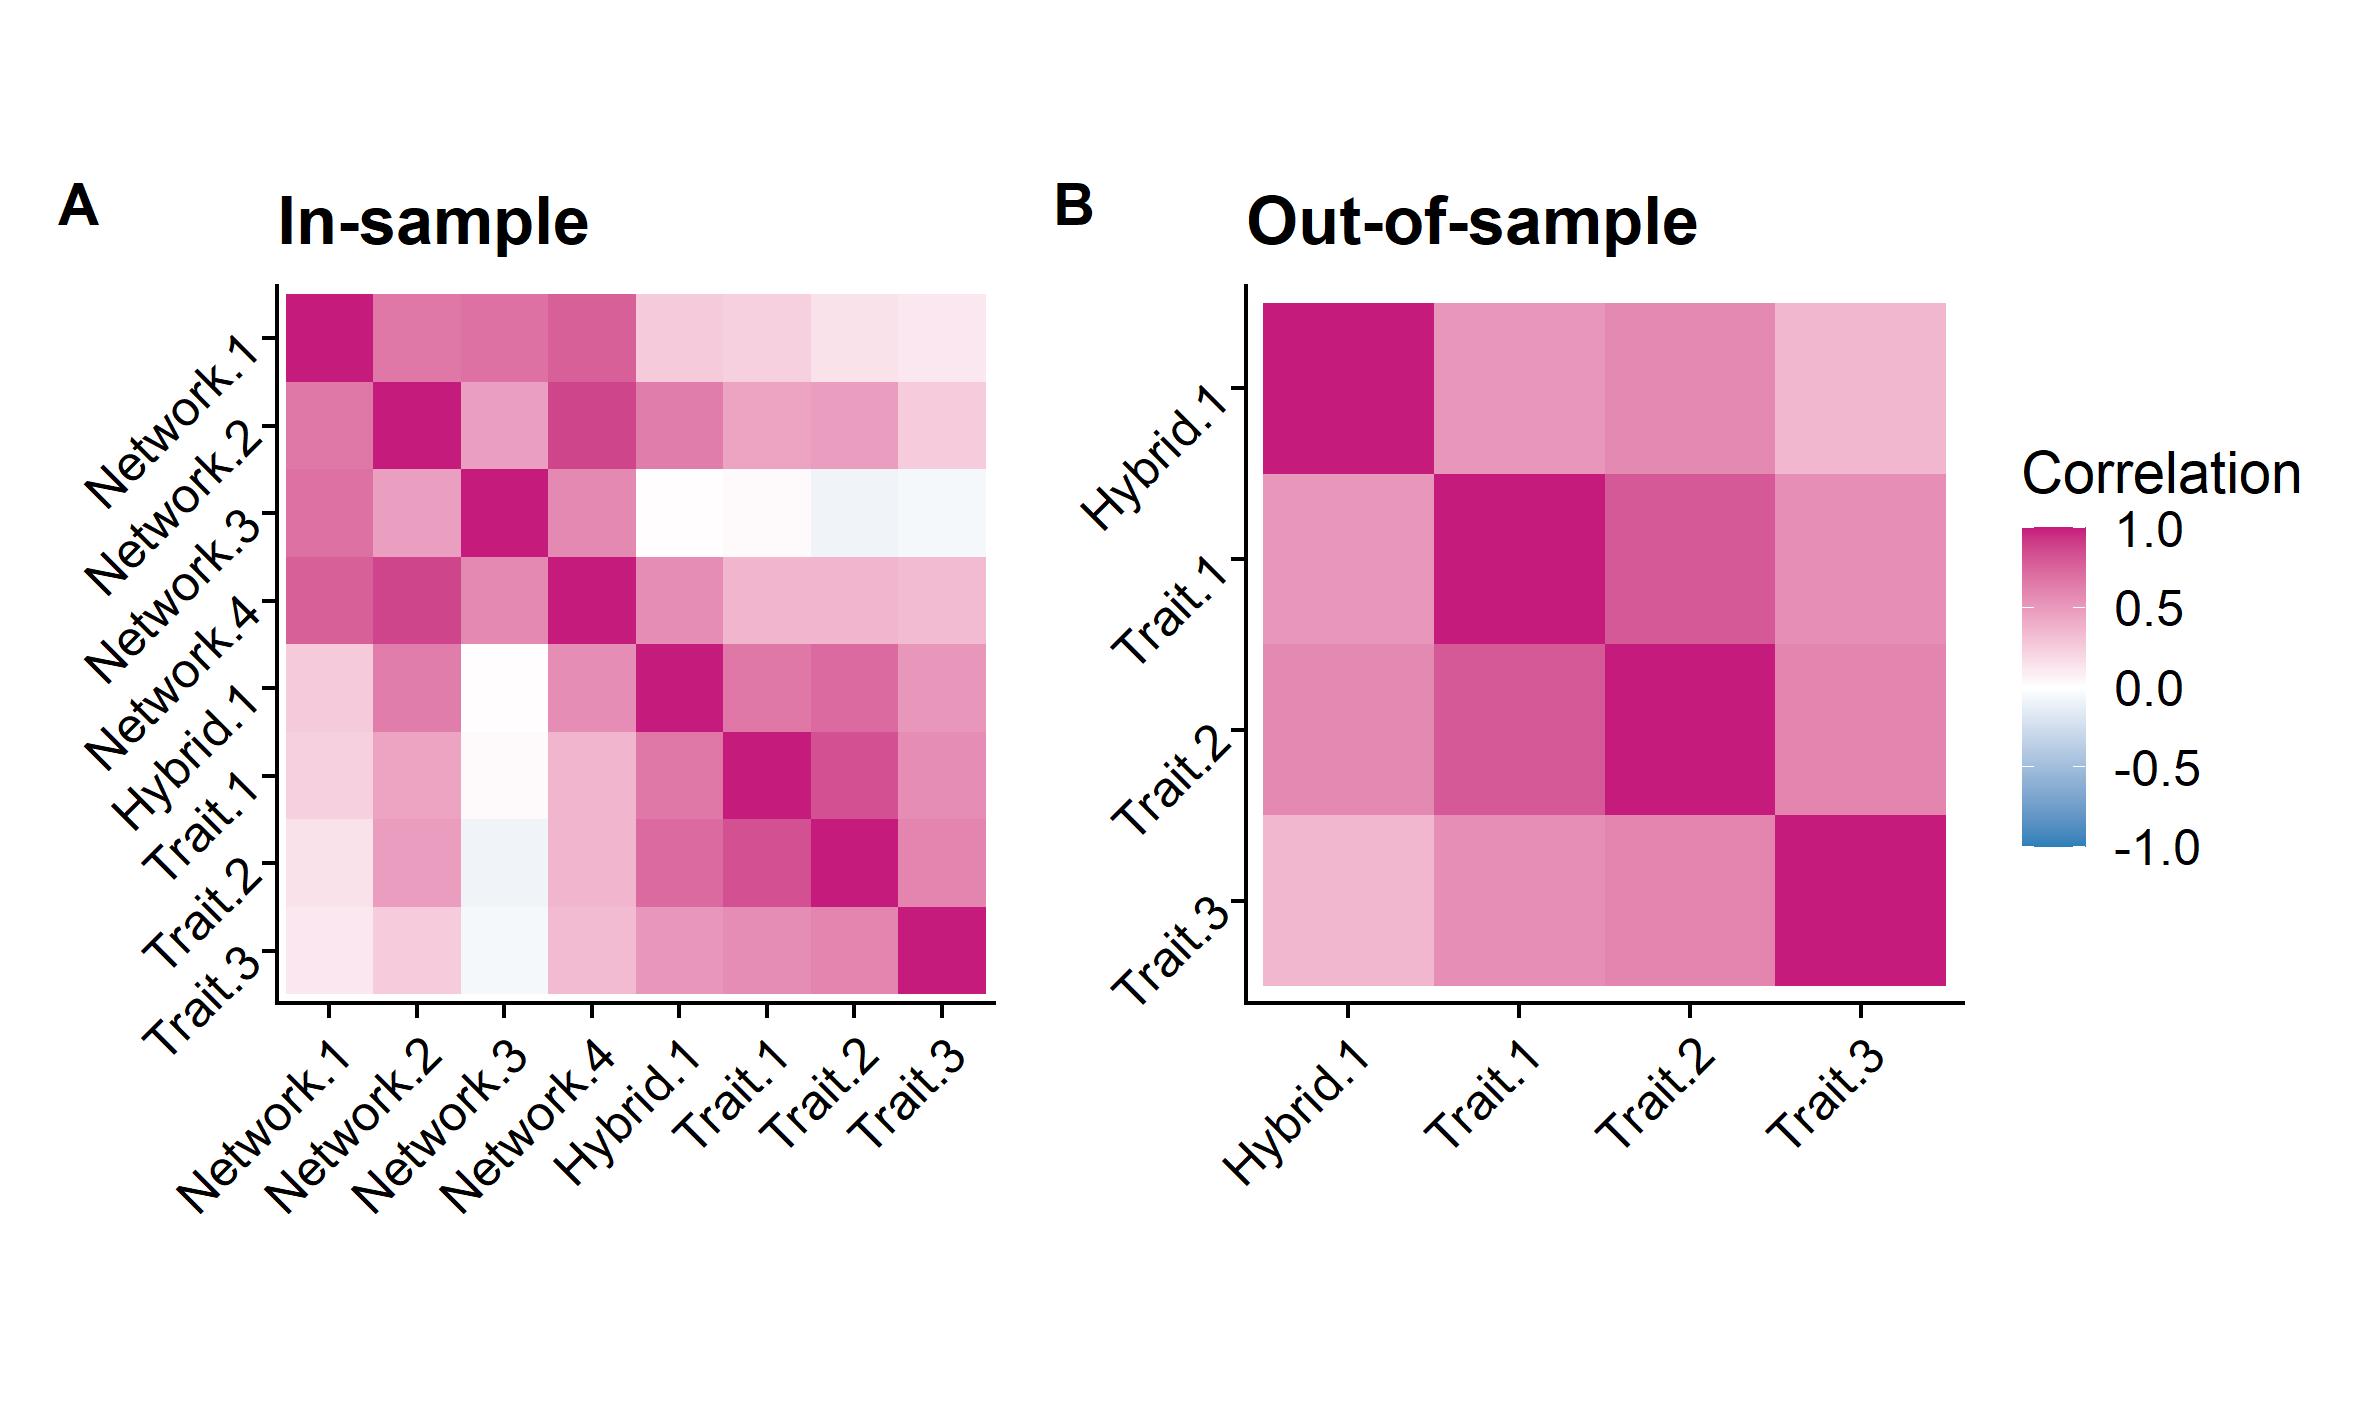 A
In-sample
Network.1
Network.2
Network.3
Network.4
Hybrid.1
Trait.1
Trait.2
Trait.3
Network.1
Network.2
Network.3
Network.4
Hybrid.1
Trait.1
Trait.2
Trait.3
B
Out-of-sample
Hybrid.1
Trait.1
Trait.2
Trait.3
Hybrid.1
Trait.1
Trait.2
Trait.3
Correlation
1.0
0.5
0.0
-0.5
-1.0